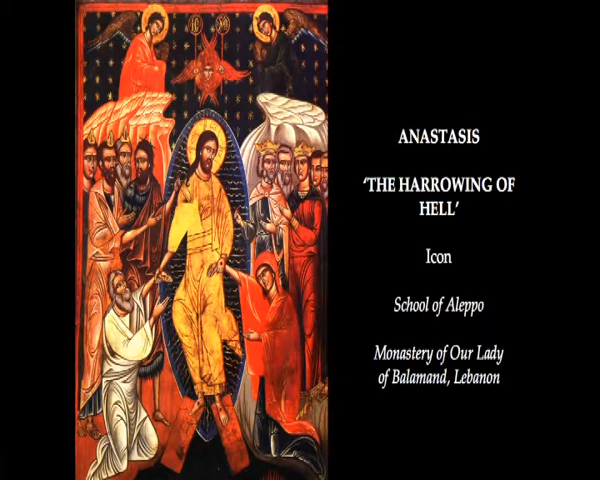 ANASTASIS
‘THE HARROWING OF
HELL’
Icon
School of Aleppo
Monastery of Our Lady
of Balamand, Lebanon